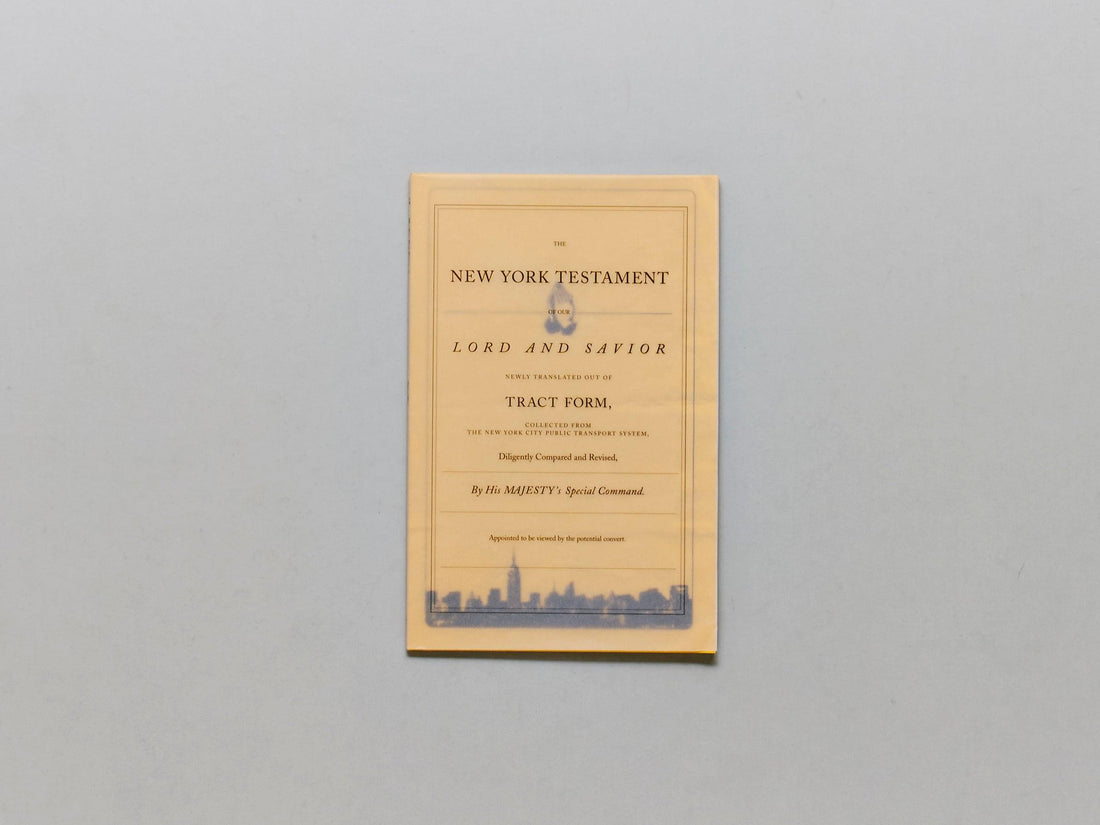 THE
NEW YORK TESTAMENT
OF OUR
LORD AND SAVIOR
NEWLY TRANSLATED OUT OF
TRACT FORM,
COLLECTED FROM
THE NEW YORK CITY PUBLIC TRANSPORT SYSTEM,
Diligently Compared and Revised,
By His MAJESTY's Special Command.
Appointed to be viewed by the potential convert.